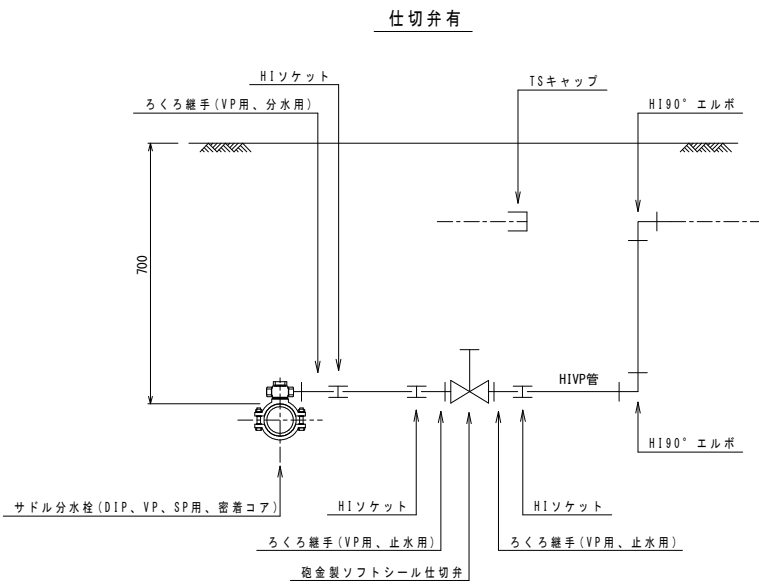 仕切弁有
HIソケット
TSキャップ
ろくろ継手(VP用、分水用)
HI90°エルボ
700
HIVP管
HI90°エルボ
サドル分水栓(DIP、VP、SP用、密着コア)
HIソケット
HIソケット
ろくろ継手(VP用、止水用)
ろくろ継手(VP用、止水用)
砲金製ソフトシール仕切弁